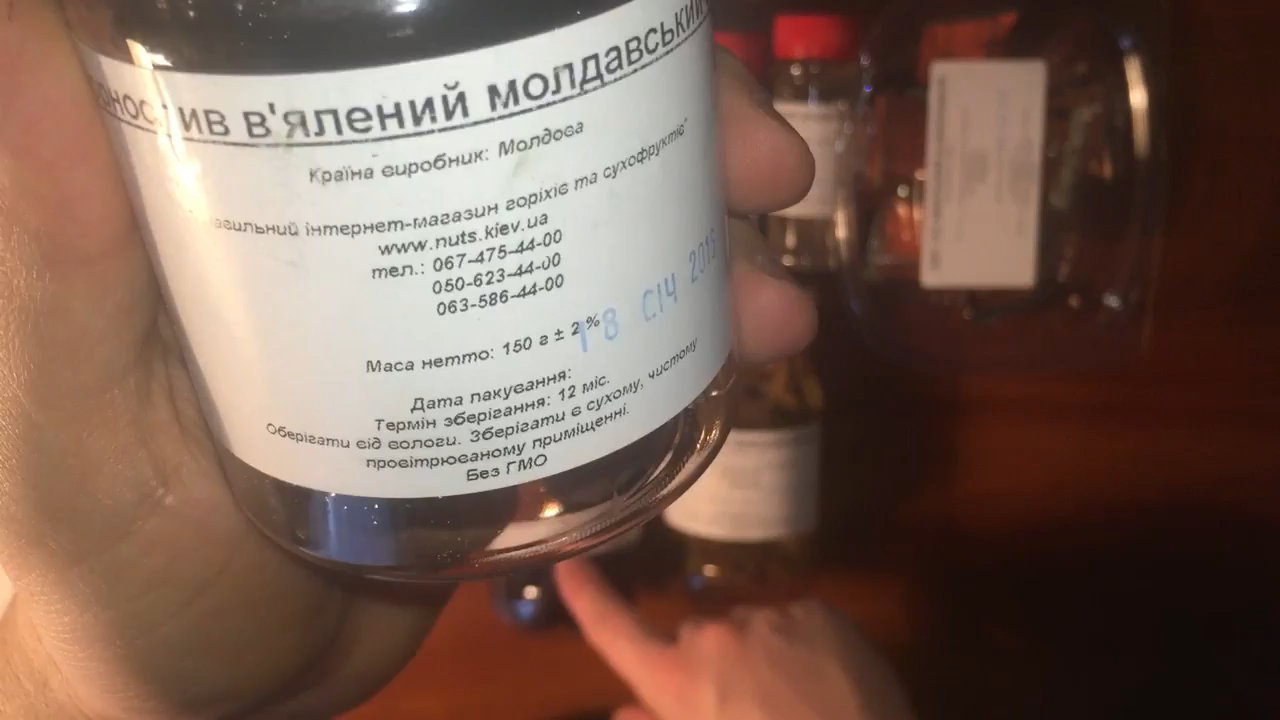 в'ялений молдавський
Країна виробник: Молдова
інтернет-магазин горіхів та сухофруктів"
www.nuts.kiev.ua
тел.: 067-475-44-00
050-623-44-00
063-586-44-00
Маса нетто: 150 г ± 2 %
18 СІЧ 2015
Дата пакування:
Термін зберігання: 12 міс.
Оберігати від вологи. Зберігати в сухому, чистому
провітрюваному приміщенні.
Без ГМО